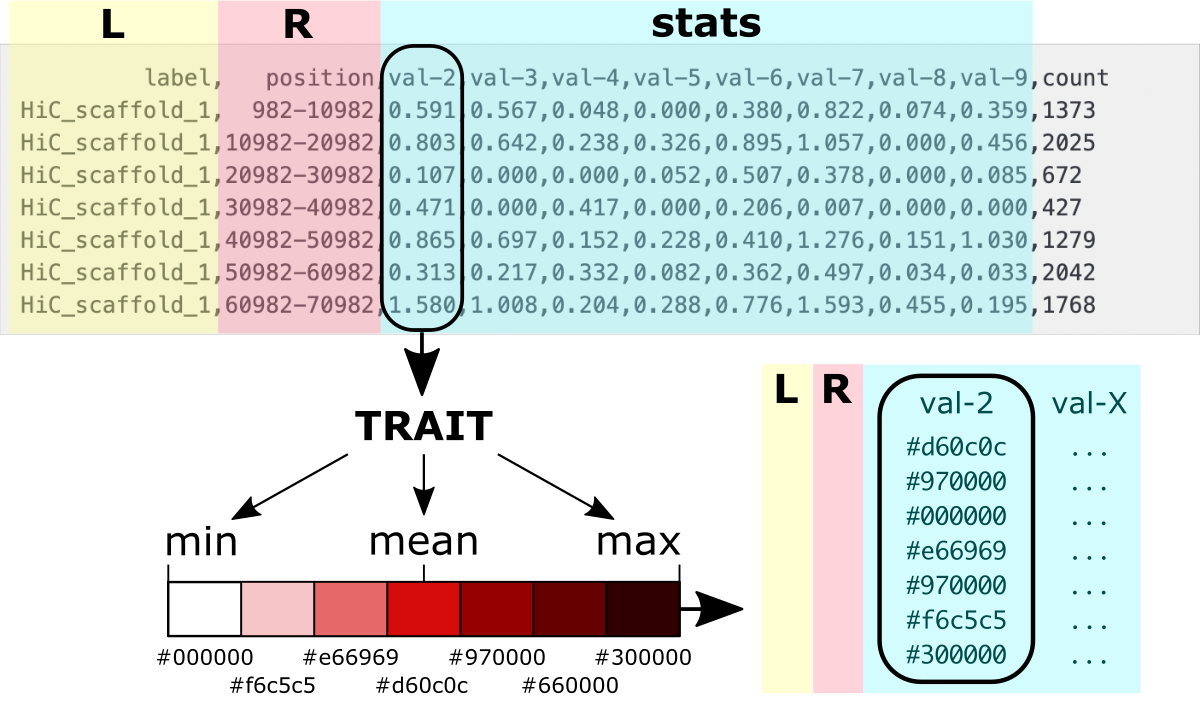 L R stats
label, position,val-2,val-3,val-4,val-5,val-6,val-7,val-8,val-9,count
HiC_scaffold_1, 982-10982,0.591,0.567,0.048,0.000,0.380,0.822,0.074,0.359,1373
HiC_scaffold_1,10982-20982,0.803,0.642,0.238,0.326,0.895,1.057,0.000,0.456,2025
HiC_scaffold_1,20982-30982,0.107,0.000,0.000,0.052,0.507,0.378,0.000,0.085,672
HiC_scaffold_1,30982-40982,0.471,0.000,0.417,0.000,0.206,0.007,0.000,0.000,427
HiC_scaffold_1,40982-50982,0.865,0.697,0.152,0.228,0.410,1.276,0.151,1.030,1279
HiC_scaffold_1,50982-60982,0.313,0.217,0.332,0.082,0.362,0.497,0.034,0.033,2042
HiC_scaffold_1,60982-70982,1.580,1.008,0.204,0.288,0.776,1.593,0.455,0.195,1768
TRAIT
min mean max
#000000 #e66969 #970000 #300000
#f6c5c5 #d60c0c #660000
L R val-2 val-X
#d60c0c ...
#970000 ...
#000000 ...
#e66969 ...
#970000 ...
#f6c5c5 ...
#300000 ...